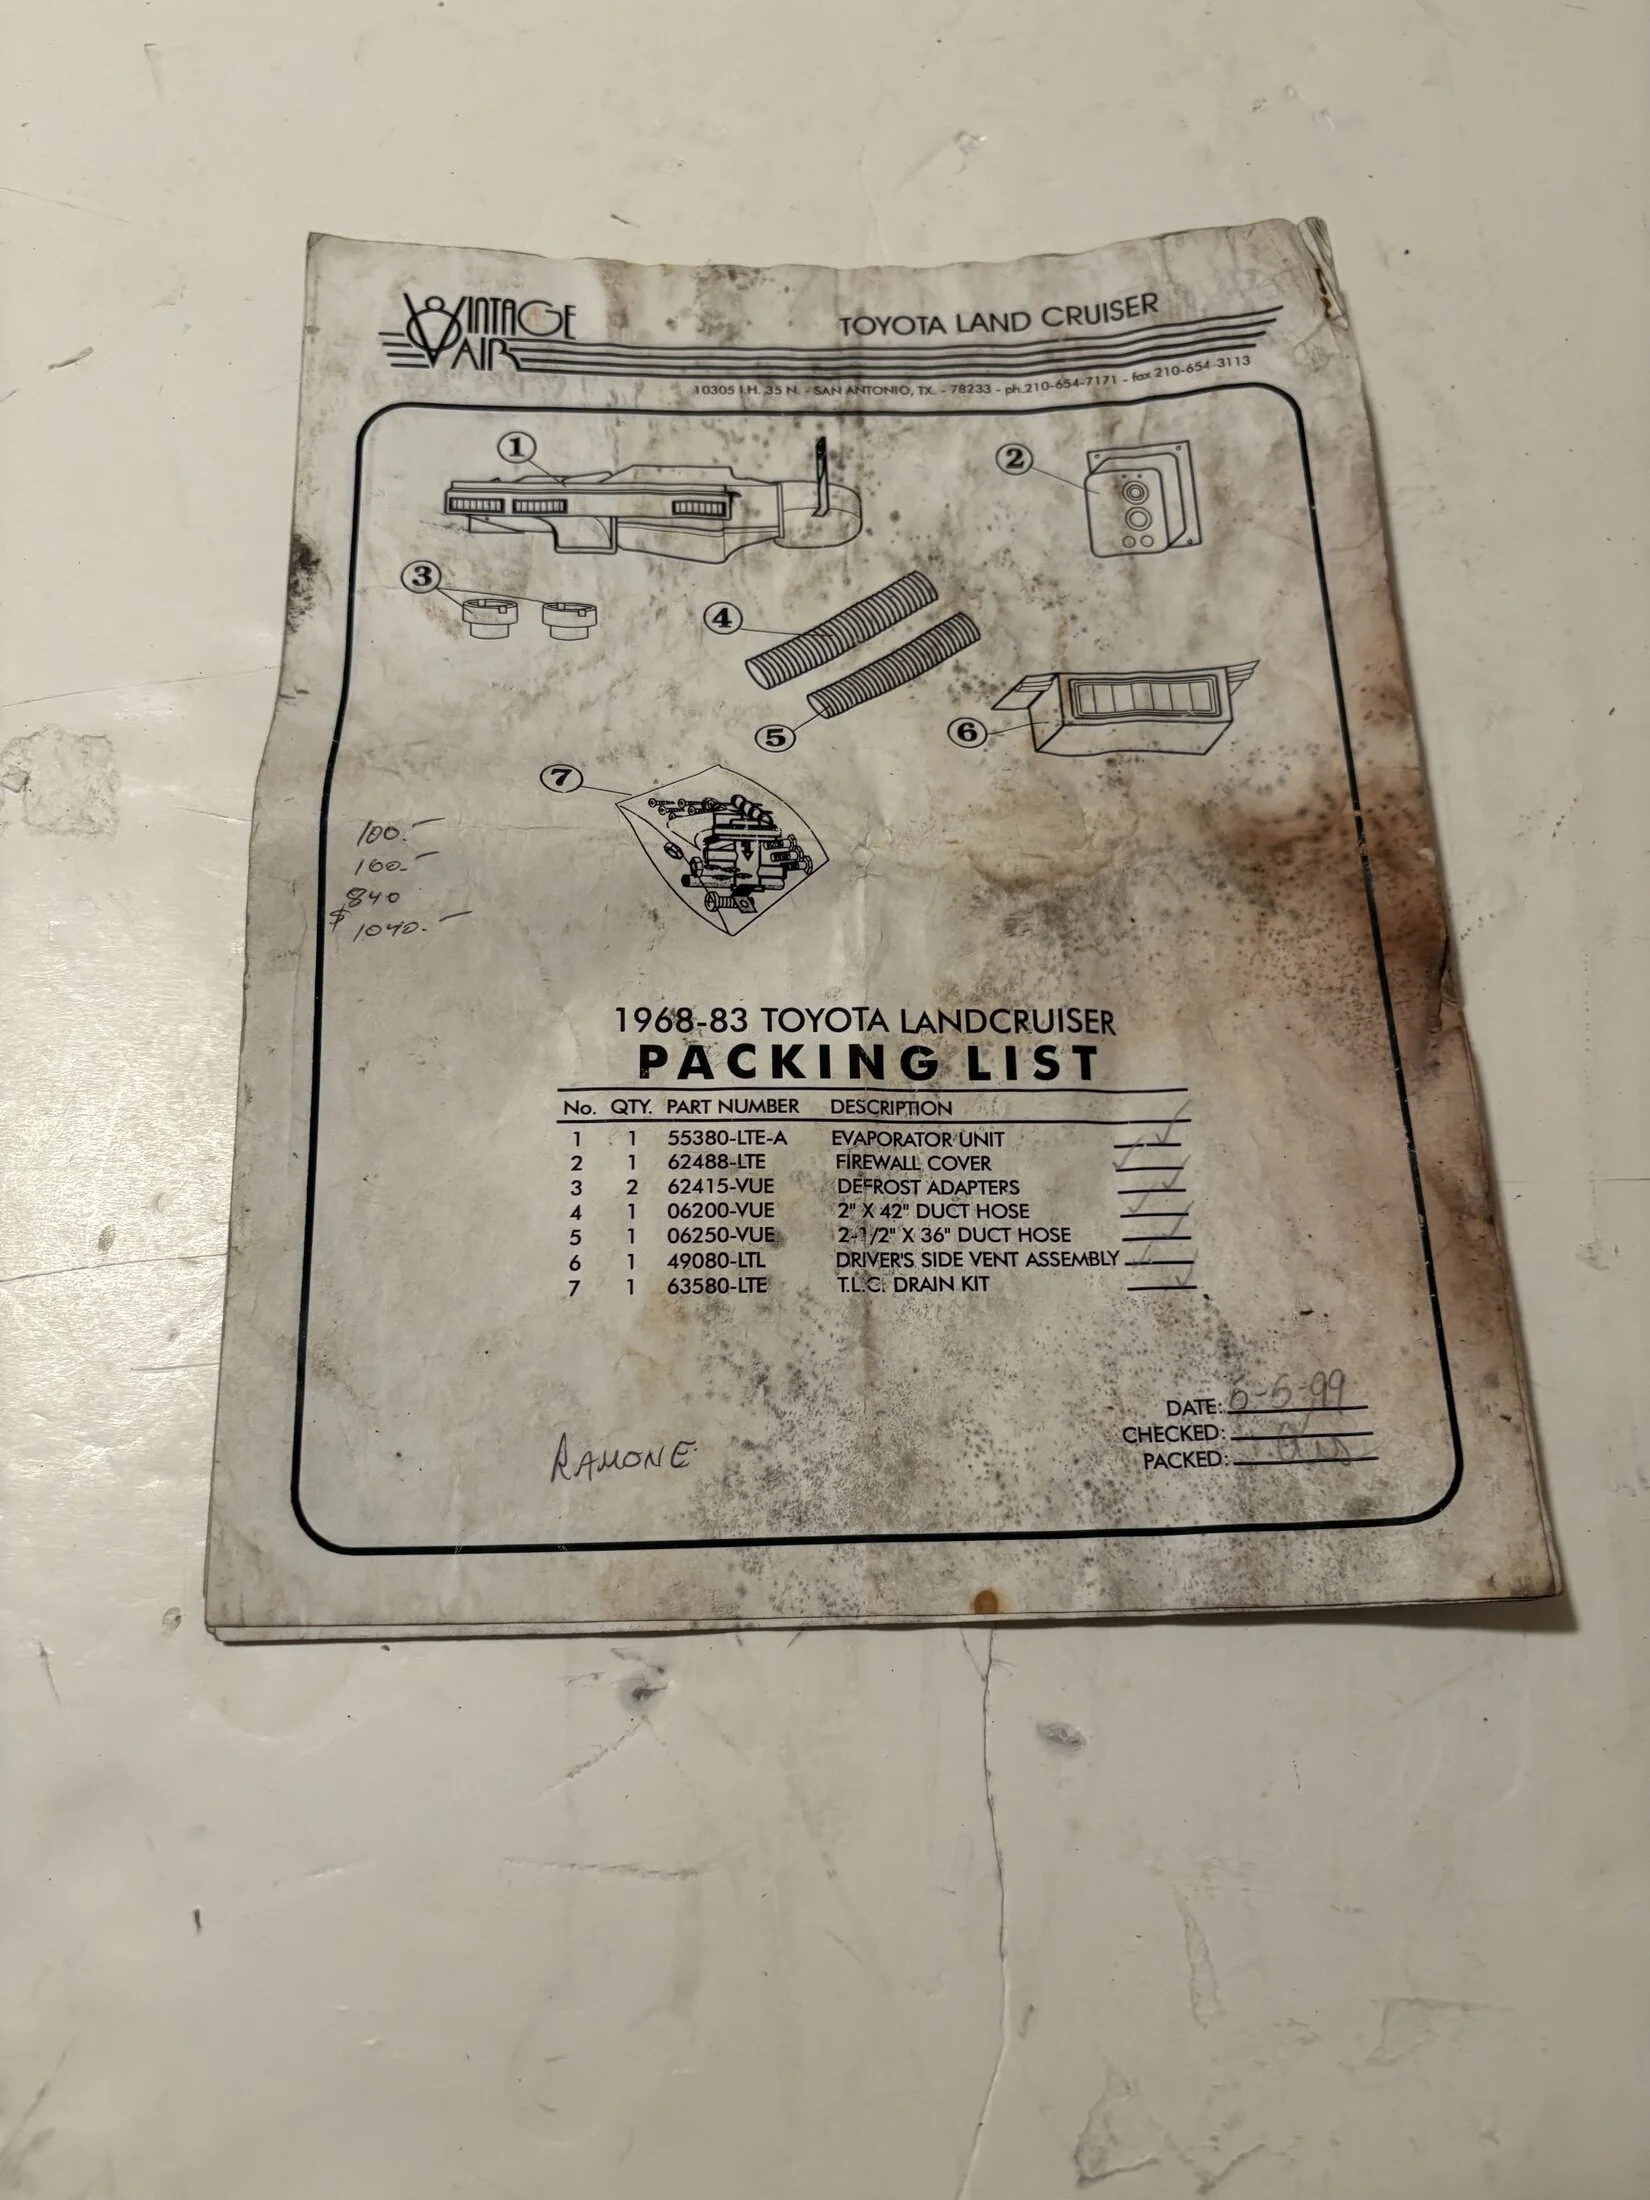 VINTAGE AIR
TOYOTA LAND CRUISER
10305 I.H. 35 N. - SAN ANTONIO, TX. - 78233 - ph.210-654-7171 - fax 210-654-3113
1
2
3
4
5
6
7
100.-
160.-
840
$ 1040.-
1968-83 TOYOTA LANDCRUISER
PACKING LIST
No. QTY. PART NUMBER DESCRIPTION
1 1 55380-LTE-A EVAPORATOR UNIT
2 1 62488-LTE FIREWALL COVER
3 2 62415-VUE DEFROST ADAPTERS
4 1 06200-VUE 2" X 42" DUCT HOSE
5 1 06250-VUE 2-1/2" X 36" DUCT HOSE
6 1 49080-LTL DRIVER'S SIDE VENT ASSEMBLY
7 1 63580-LTE T.L.C. DRAIN KIT
DATE: 6-5-99
CHECKED:
PACKED:
RAMONE